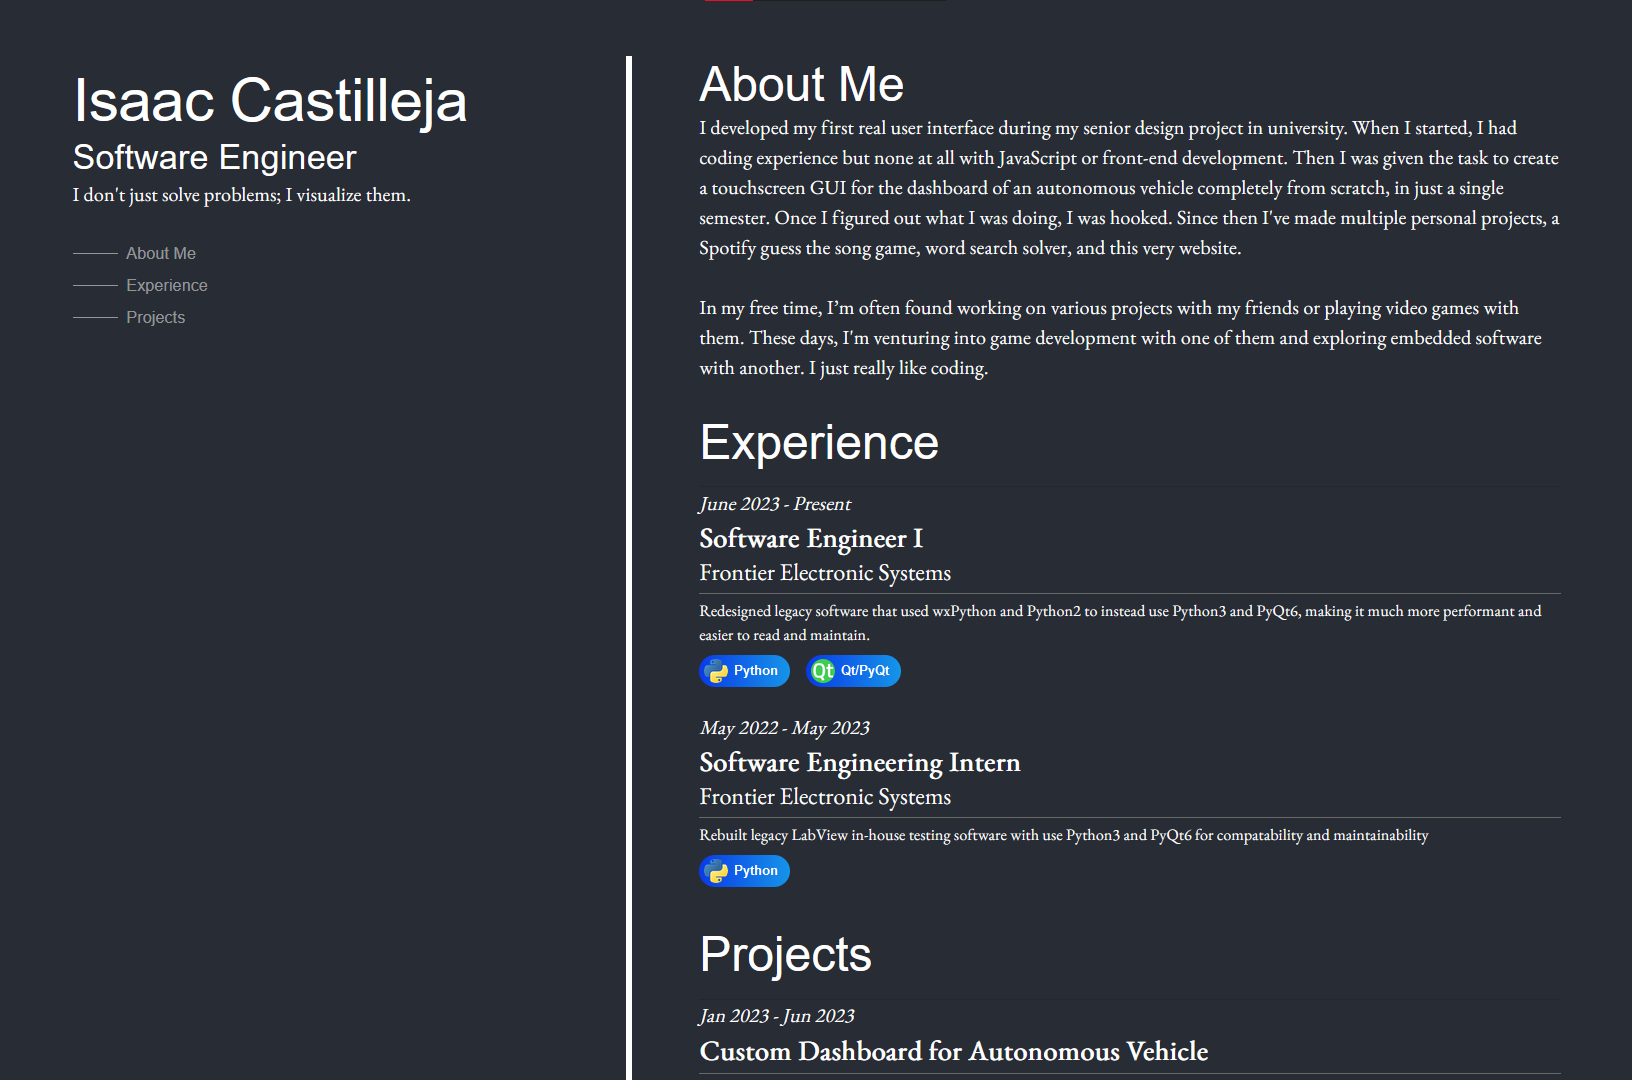 Isaac Castilleja
Software Engineer
I don't just solve problems; I visualize them.
About Me
Experience
Projects
About Me
I developed my first real user interface during my senior design project in university. When I started, I had
coding experience but none at all with JavaScript or front-end development. Then I was given the task to create
a touchscreen GUI for the dashboard of an autonomous vehicle completely from scratch, in just a single
semester. Once I figured out what I was doing, I was hooked. Since then I've made multiple personal projects, a
Spotify guess the song game, word search solver, and this very website.
In my free time, I’m often found working on various projects with my friends or playing video games with
them. These days, I'm venturing into game development with one of them and exploring embedded software
with another. I just really like coding.
Experience
June 2023 - Present
Software Engineer I
Frontier Electronic Systems
Redesigned legacy software that used wxPython and Python2 to instead use Python3 and PyQt6, making it much more performant and
easier to read and maintain.
Python
Qt Qt/PyQt
May 2022 - May 2023
Software Engineering Intern
Frontier Electronic Systems
Rebuilt legacy LabView in-house testing software with use Python3 and PyQt6 for compatability and maintainability
Python
Projects
Jan 2023 - Jun 2023
Custom Dashboard for Autonomous Vehicle